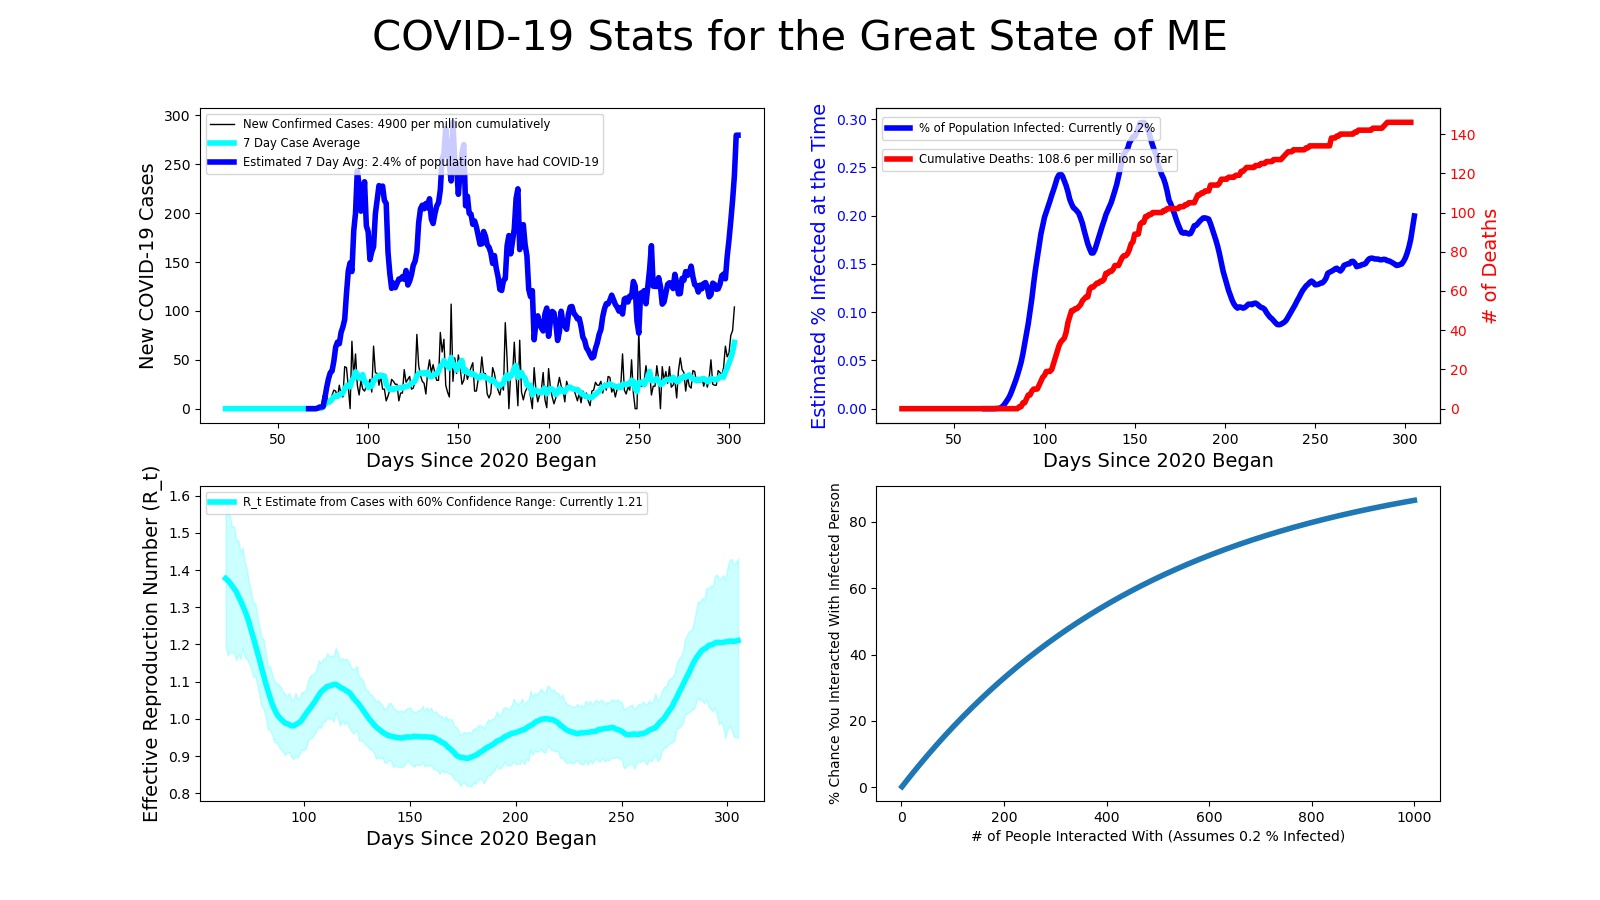 COVID-19 Stats for the Great State of ME
New COVID-19 Cases
300
250
200
150
100
50
0
New Confirmed Cases: 4900 per million cumulatively
7 Day Case Average
Estimated 7 Day Avg: 2.4% of population have had COVID-19
50 100 150 200 250 300
Days Since 2020 Began
Estimated % Infected at the Time
0.30
0.25
0.20
0.15
0.10
0.05
0.00
% of Population Infected: Currently 0.2%
Cumulative Deaths: 108.6 per million so far
140
120
100
80
60
40
20
0
# of Deaths
50 100 150 200 250 300
Days Since 2020 Began
Effective Reproduction Number (R_t)
1.6
1.5
1.4
1.3
1.2
1.1
1.0
0.9
0.8
R_t Estimate from Cases with 60% Confidence Range: Currently 1.21
100 150 200 250 300
Days Since 2020 Began
% Chance You Interacted With Infected Person
80
60
40
20
0
0 200 400 600 800 1000
# of People Interacted With (Assumes 0.2 % Infected)